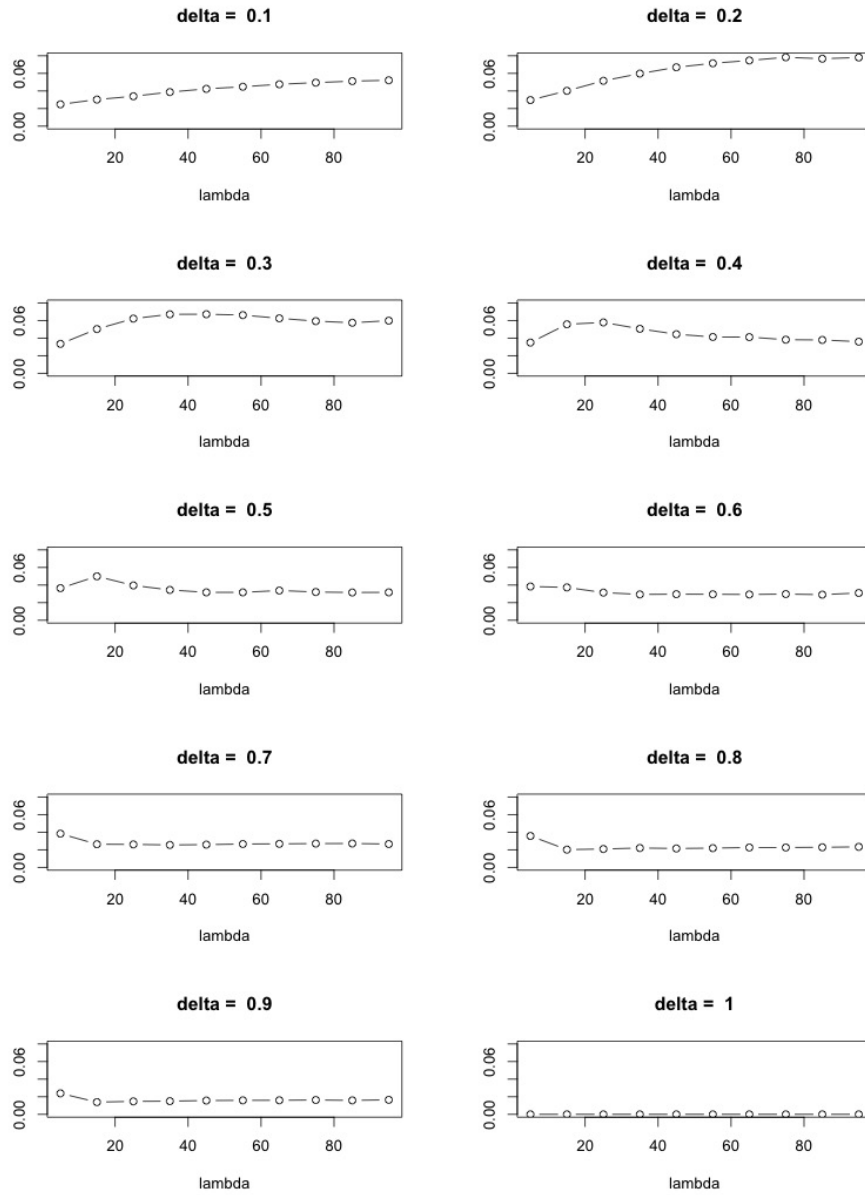 delta = 0.1
0.06
0.00
20 40 60 80
lambda
delta = 0.2
0.06
0.00
20 40 60 80
lambda
delta = 0.3
0.06
0.00
20 40 60 80
lambda
delta = 0.4
0.06
0.00
20 40 60 80
lambda
delta = 0.5
0.06
0.00
20 40 60 80
lambda
delta = 0.6
0.06
0.00
20 40 60 80
lambda
delta = 0.7
0.06
0.00
20 40 60 80
lambda
delta = 0.8
0.06
0.00
20 40 60 80
lambda
delta = 0.9
0.06
0.00
20 40 60 80
lambda
delta = 1
0.06
0.00
20 40 60 80
lambda